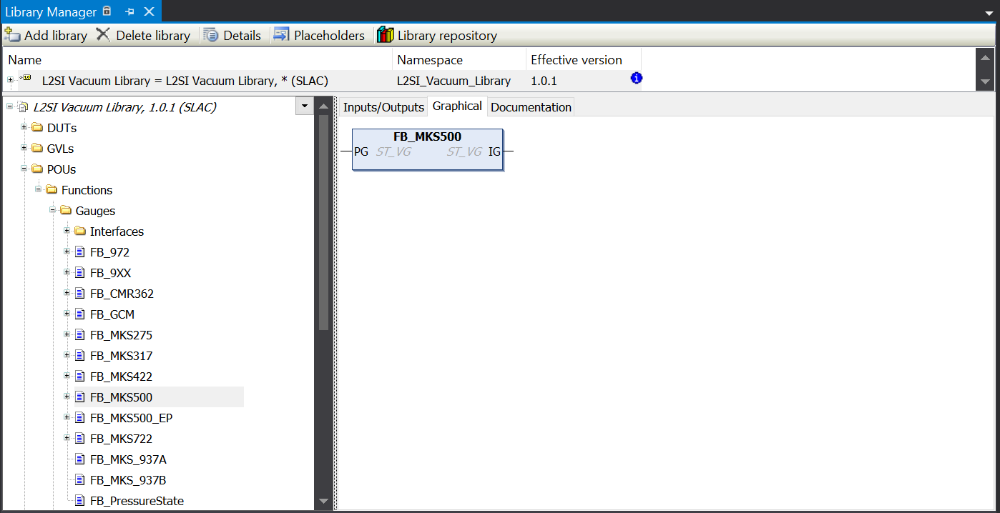 Library Manager
Add library Delete library Details Placeholders Library repository
Name Namespace Effective version
L2SI Vacuum Library = L2SI Vacuum Library, * (SLAC) L2SI_Vacuum_Library 1.0.1
L2SI Vacuum Library, 1.0.1 (SLAC)
DUTs
GVLs
POUs
Functions
Gauges
Interfaces
FB_972
FB_9XX
FB_CMR362
FB_GCM
FB_MKS275
FB_MKS317
FB_MKS422
FB_MKS500
FB_MKS500_EP
FB_MKS722
FB_MKS_937A
FB_MKS_937B
FB_PressureState
Inputs/Outputs Graphical Documentation
FB_MKS500
PG ST_VG ST_VG IG